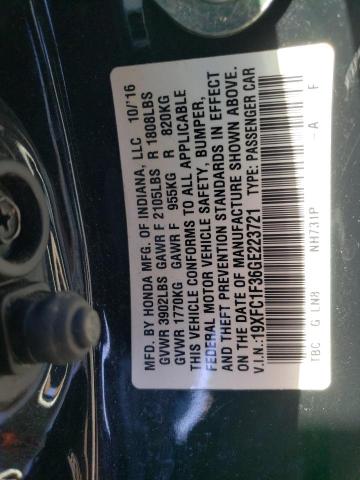 MFD. BY HONDA MFG. OF INDIANA, LLC 10/'16
GVWR 3902LBS GAWR F 2105LBS R 1808LBS
GVWR 1770KG GAWR F 955KG R 820KG
THIS VEHICLE CONFORMS TO ALL APPLICABLE
FEDERAL MOTOR VEHICLE SAFETY, BUMPER,
AND THEFT PREVENTION STANDARDS IN EFFECT
ON THE DATE OF MANUFACTURE SHOWN ABOVE.
V.I.N.:19XFC1F36GE223721 TYPE: PASSENGER CAR
TBC G LN8 NH731P -A F